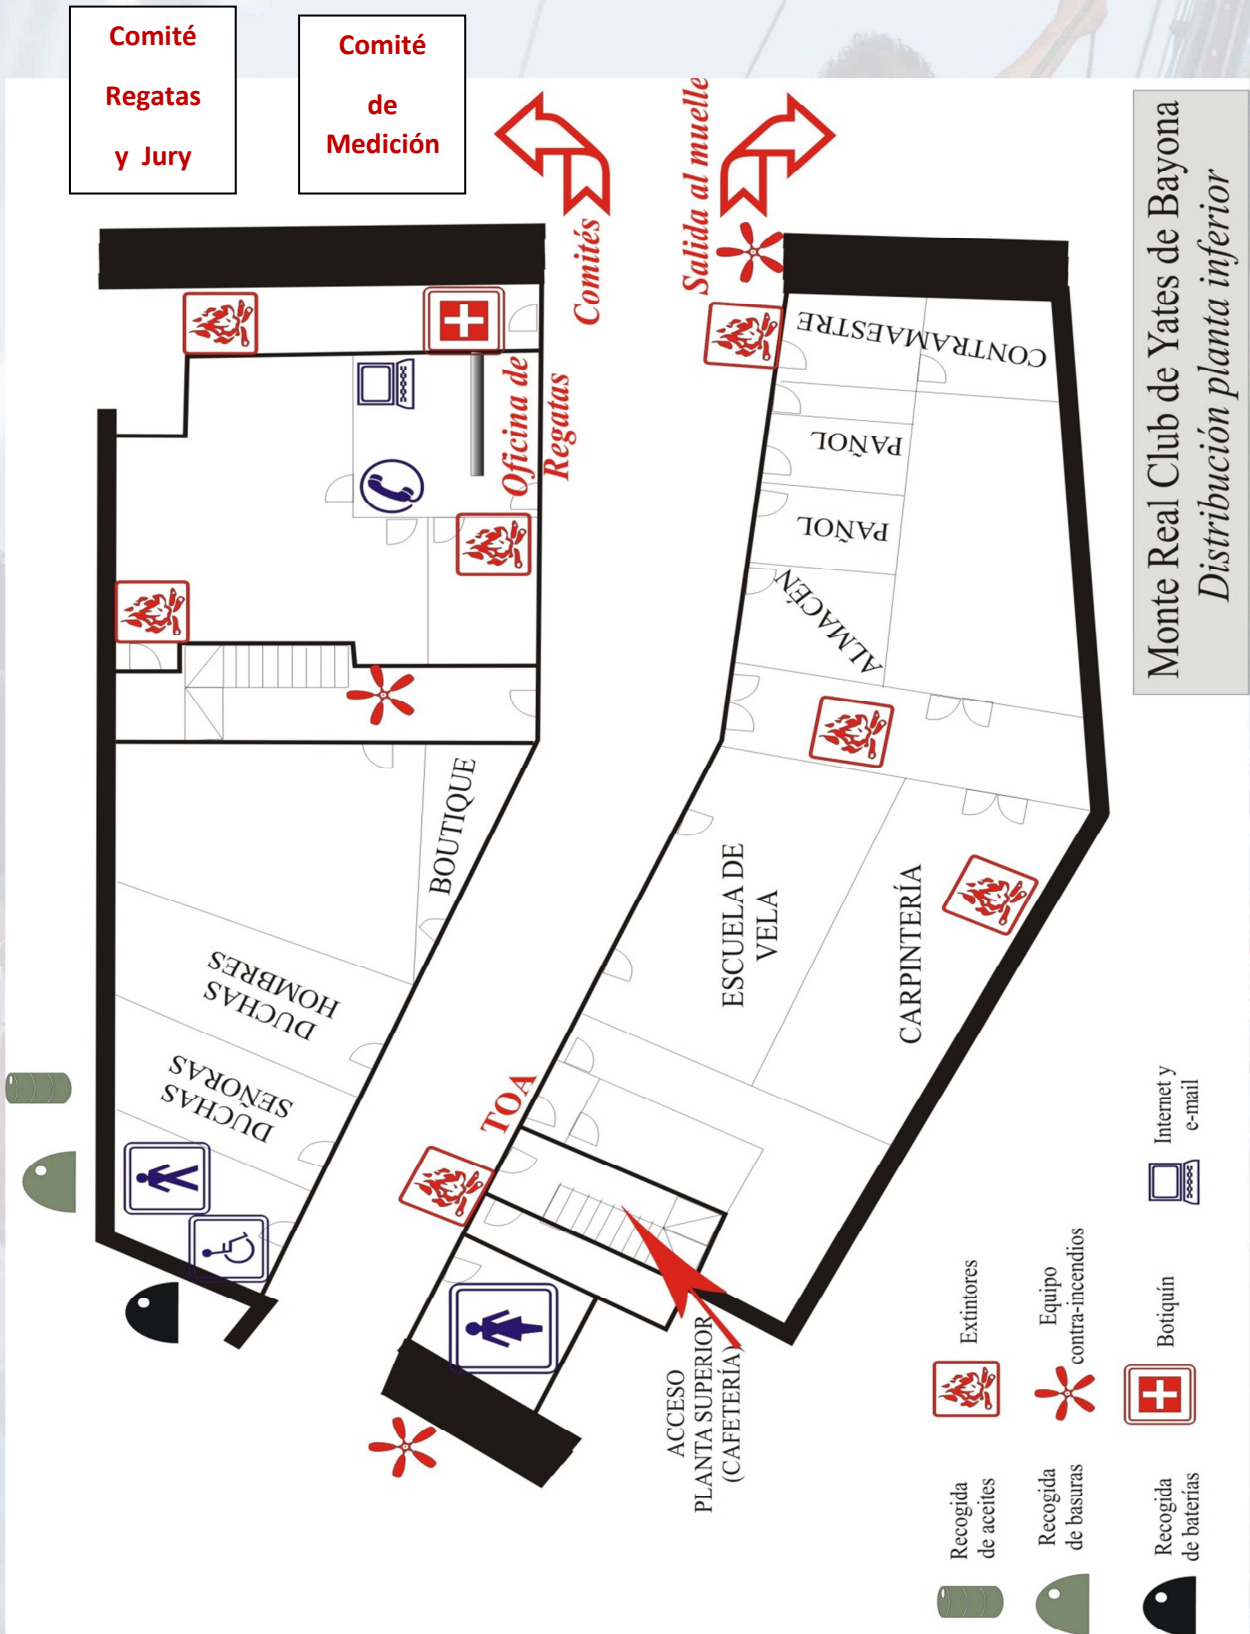 Comité
Regatas
y Jury
Comité
de
Medición
Comités
Salida al muelle
Monte Real Club de Yates de Bayona
Distribución planta inferior
Oficina de
Regatas
CONTRAMAESTRE
PAÑOL
PAÑOL
ALMACÉN
BOUTIQUE
ESCUELA DE
VELA
CARPINTERÍA
DUCHAS
HOMBRES
DUCHAS
SEÑORAS
TOA
ACCESO
PLANTA SUPERIOR
(CAFETERÍA)
Recogida
de aceites
Extintores
Recogida
de basuras
Equipo
contra-incendios
Recogida
de baterías
Botiquín
Internet y
e-mail